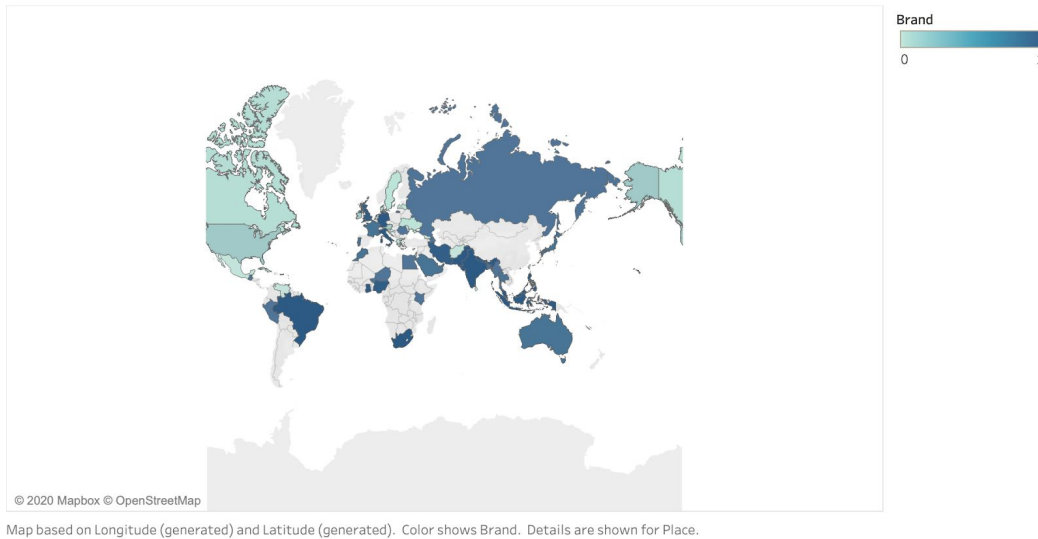 Brand
0
© 2020 Mapbox © OpenStreetMap
Map based on Longitude (generated) and Latitude (generated). Color shows Brand. Details are shown for Place.